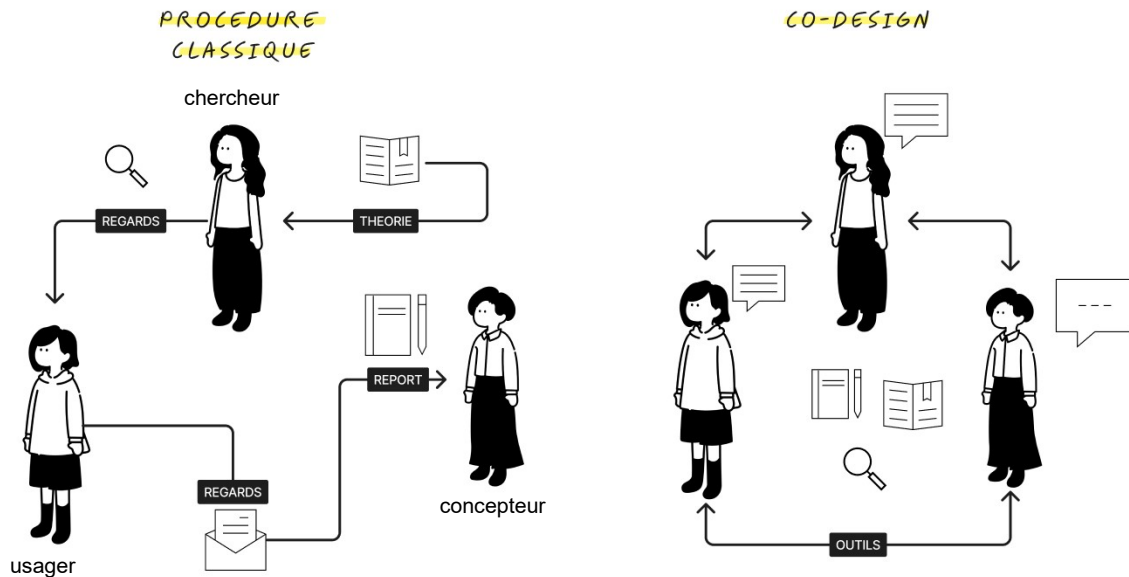 PROCEDURE
CLASSIQUE
chercheur
REGARDS
THEORIE
REPORT
REGARDS
concepteur
usager
CO-DESIGN
OUTILS